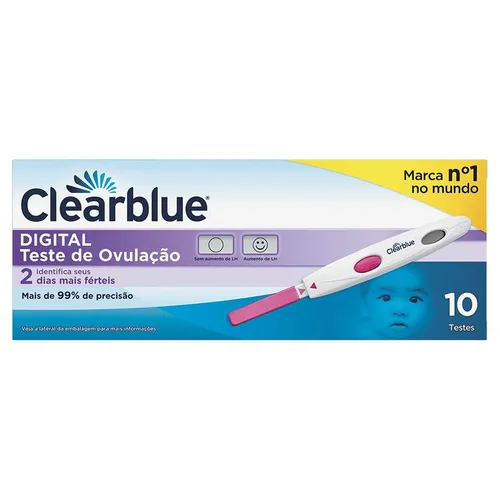 Marca nº1
no mundo
Clearblue®
DIGITAL
Teste de Ovulação
2 identifica seus
dias mais férteis
Mais de 99% de precisão
Sem aumento de LH
Aumento de LH
Clearblue
Veja a lateral da embalagem para mais informações.
10
Testes